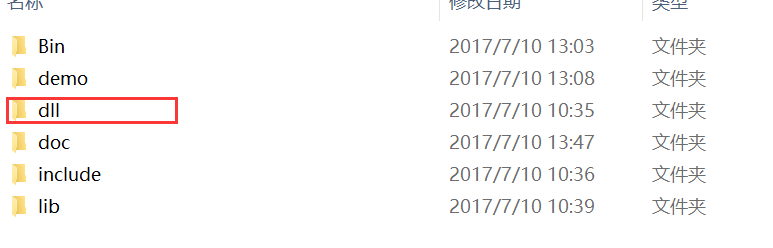 名称 修改日期 类型
Bin 2017/7/10 13:03 文件夹
demo 2017/7/10 13:08 文件夹
dll 2017/7/10 10:35 文件夹
doc 2017/7/10 13:47 文件夹
include 2017/7/10 10:36 文件夹
lib 2017/7/10 10:39 文件夹